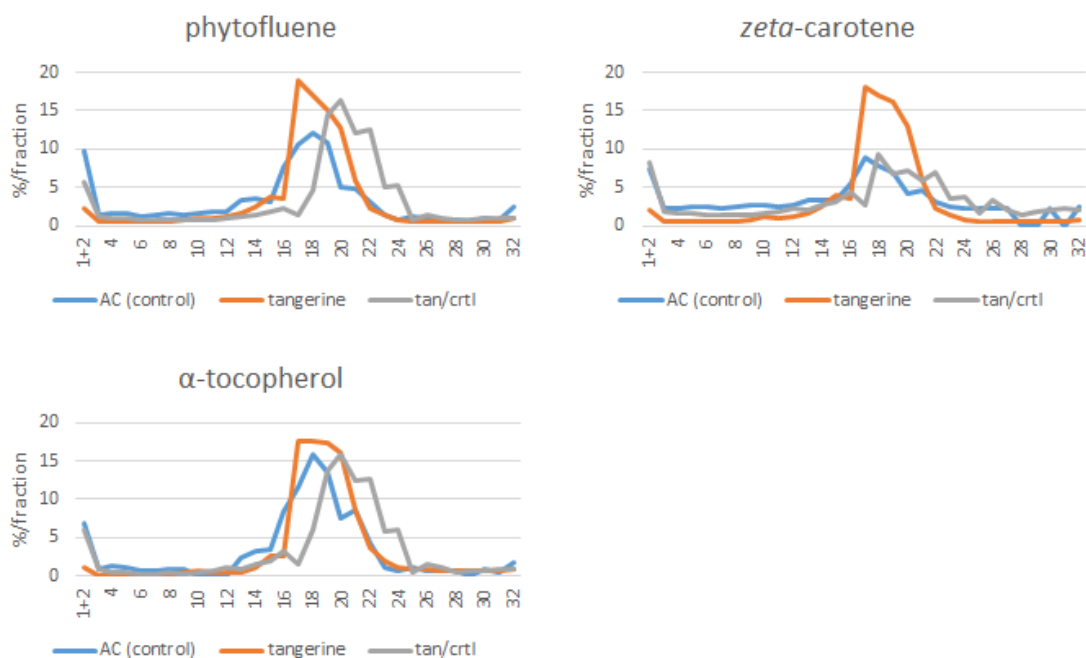 phytofluene
20
15
10
5
0
%/fraction
1+2 4 6 8 10 12 14 16 18 20 22 24 26 28 30 32
AC (control) tangerine tan/crtI
zeta-carotene
20
15
10
5
0
%/fraction
1+2 4 6 8 10 12 14 16 18 20 22 24 26 28 30 32
AC (control) tangerine tan/crtI
α-tocopherol
20
15
10
5
0
%/fraction
1+2 4 6 8 10 12 14 16 18 20 22 24 26 28 30 32
AC (control) tangerine tan/crtI